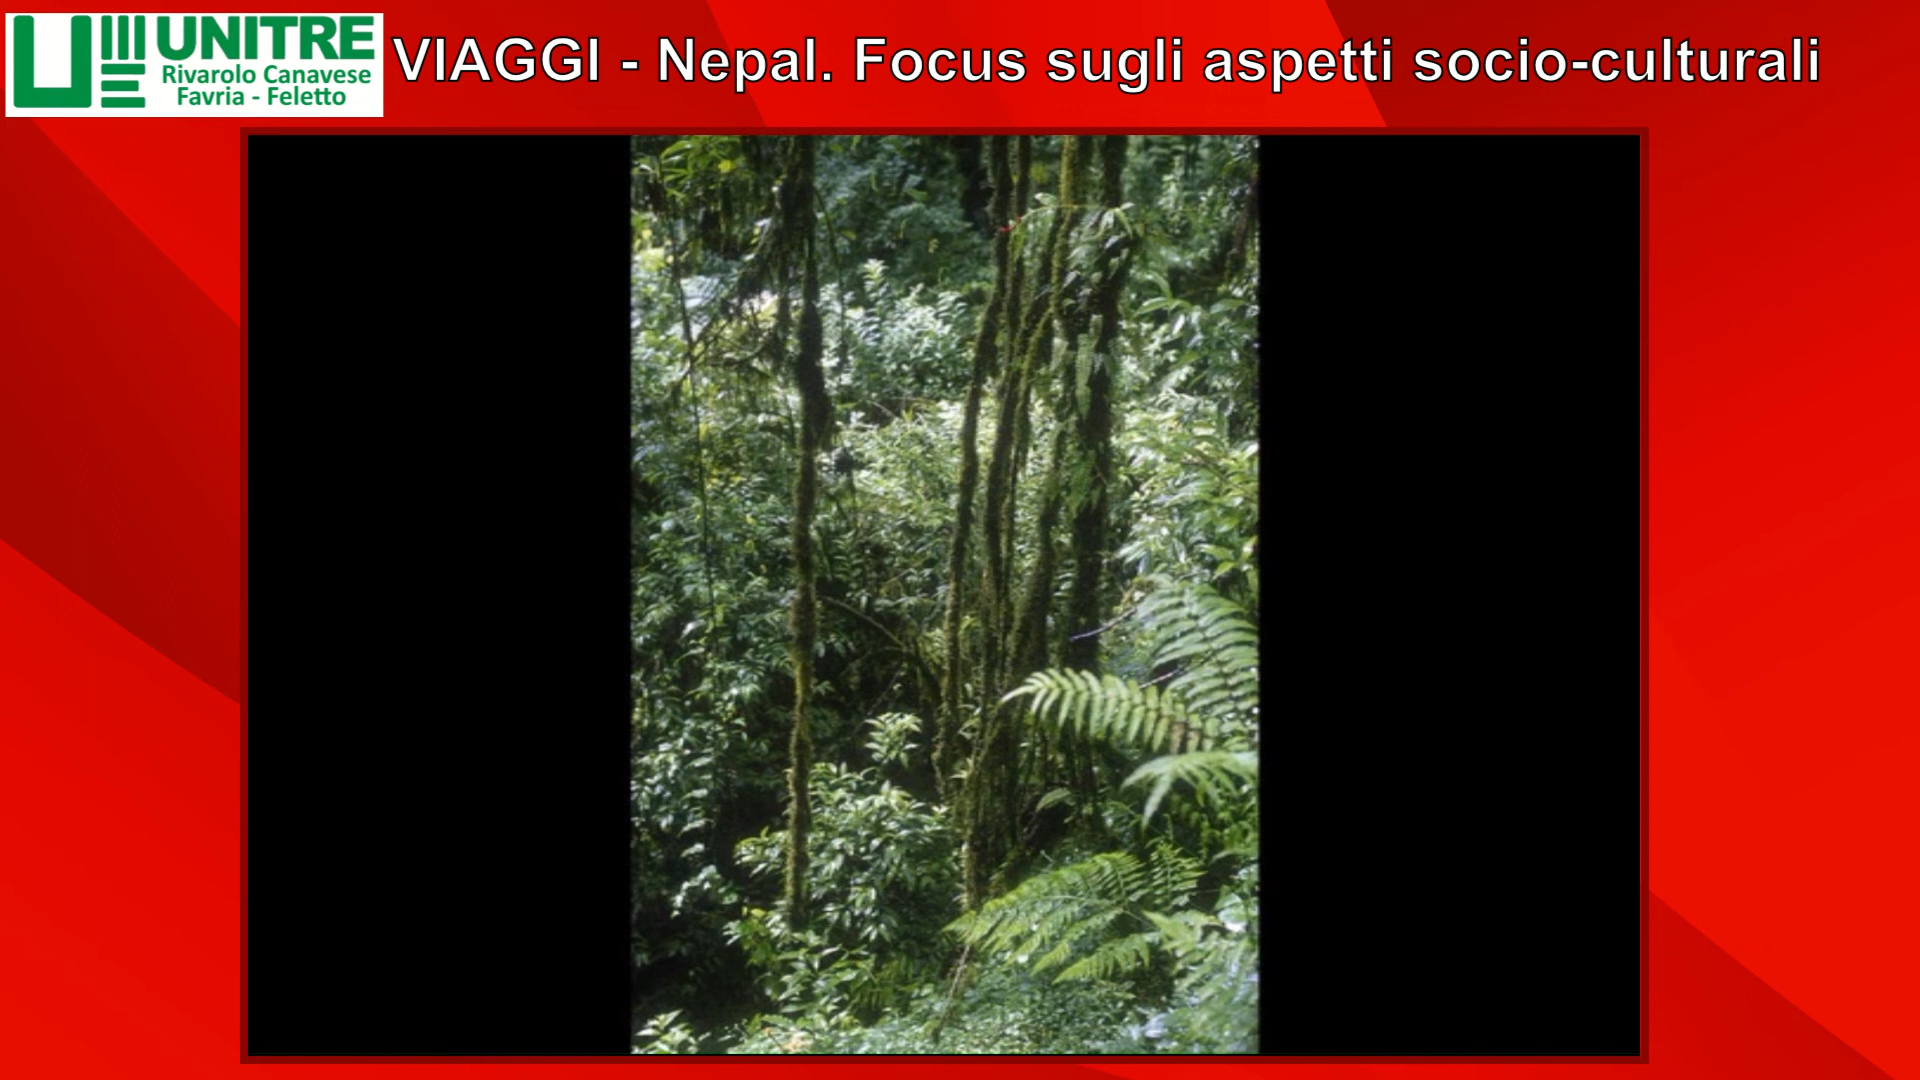 UNITRE
Rivarolo Canavese
Favria - Feletto
VIAGGI - Nepal. Focus sugli aspetti socio-culturali